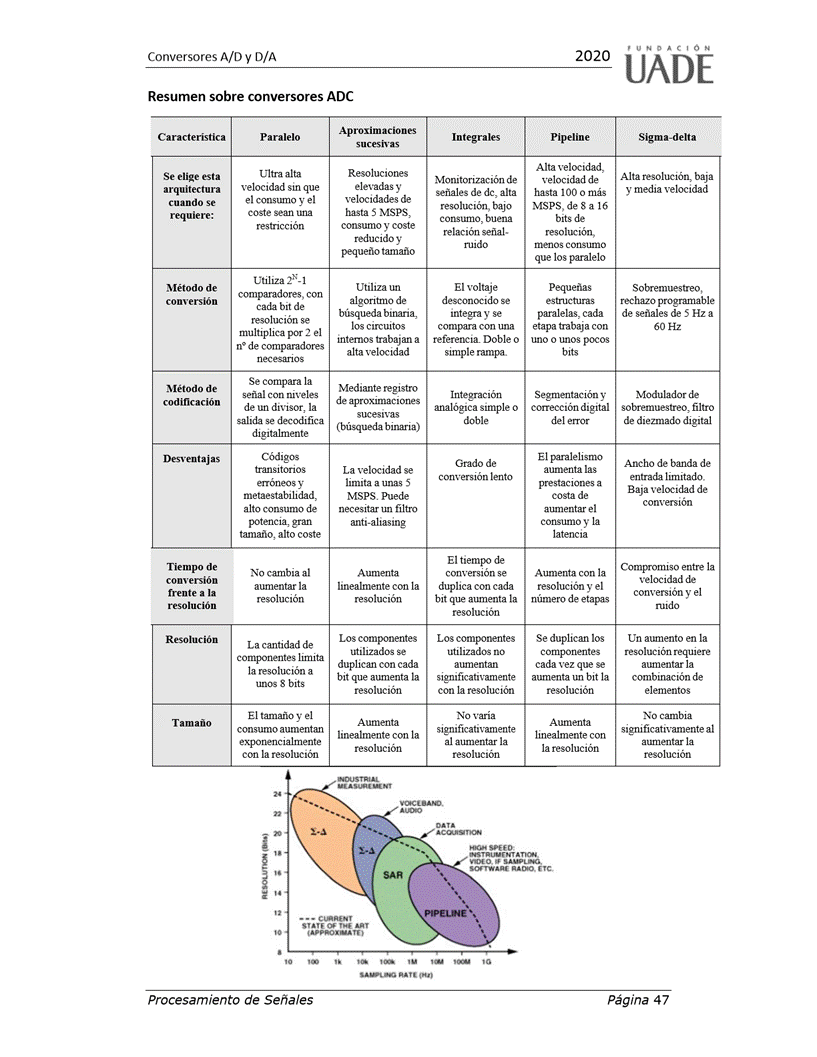 Conversores A/D y D/A
2020
FUNDACIÓN
UADE
Resumen sobre conversores ADC
Característica
Paralelo
Aproximaciones
sucesivas
Integrales
Pipeline
Sigma-delta
Se elige esta
arquitectura
cuando se
requiere:
Ultra alta
velocidad sin que
el consumo y el
coste sean una
restricción
Resoluciones
elevadas y
velocidades de
hasta 5 MSPS,
consumo y coste
reducido y
pequeño tamaño
Monitorización de
señales de dc, alta
resolución, bajo
consumo, buena
relación señal-
ruido
Alta velocidad,
velocidad de
hasta 100 o más
MSPS, de 8 a 16
bits de
resolución,
menos consumo
que los paralelo
Alta resolución, baja
y media velocidad
Método de
conversión
Utiliza 2^N-1
comparadores, con
cada bit de
resolución se
multiplica por 2 el
nº de comparadores
necesarios
Utiliza un
algoritmo de
búsqueda binaria,
los circuitos
internos trabajan a
alta velocidad
El voltaje
desconocido se
integra y se
compara con una
referencia. Doble o
simple rampa.
Pequeñas
estructuras
paralelas, cada
etapa trabaja con
uno o unos pocos
bits
Sobremuestreo,
rechazo programable
de señales de 5 Hz a
60 Hz
Método de
codificación
Se compara la
señal con niveles
de un divisor, la
salida se decodifica
digitalmente
Mediante registro
de aproximaciones
sucesivas
(búsqueda binaria)
Integración
analógica simple o
doble
Segmentación y
corrección digital
del error
Modulador de
sobremuestreo, filtro
de diezmado digital
Desventajas
Códigos
transitorios
erróneos y
metaestabilidad,
alto consumo de
potencia, gran
tamaño, alto coste
La velocidad se
limita a unas 5
MSPS. Puede
necesitar un filtro
anti-aliasing
Grado de
conversión lento
El paralelismo
aumenta las
prestaciones a
costa de
aumentar el
consumo y la
latencia
Ancho de banda de
entrada limitado.
Baja velocidad de
conversión
Tiempo de
conversión
frente a la
resolución
No cambia al
aumentar la
resolución
Aumenta
linealmente con la
resolución
El tiempo de
conversión se
duplica con cada
bit que aumenta la
resolución
Aumenta con la
resolución y el
número de etapas
Compromiso entre la
velocidad de
conversión y el
ruido
Resolución
La cantidad de
componentes limita
la resolución a
unos 8 bits
Los componentes
utilizados se
duplican con cada
bit que aumenta la
resolución
Los componentes
utilizados no
aumentan
significativamente
con la resolución
Se duplican los
componentes
cada vez que se
aumenta un bit la
resolución
Un aumento en la
resolución requiere
aumentar la
combinación de
elementos
Tamaño
El tamaño y el
consumo aumentan
exponencialmente
con la resolución
Aumenta
linealmente con la
resolución
No varía
significativamente
al aumentar la
resolución
Aumenta
linealmente con
la resolución
No cambia
significativamente al
aumentar la
resolución
INDUSTRIAL
MEASUREMENT
VOICEBAND,
AUDIO
DATA
ACQUISITION
HIGH SPEED:
INSTRUMENTATION,
VIDEO, IF SAMPLING,
SOFTWARE RADIO, ETC.
Σ-Δ
Σ-Δ
SAR
PIPELINE
CURRENT
STATE OF THE ART
(APPROXIMATE)
RESOLUTION (Bits)
24
22
20
18
16
14
12
10
8
10 100 1k 10k 100k 1M 10M 100M 1G
SAMPLING RATE (Hz)
Procesamiento de Señales
Página 47